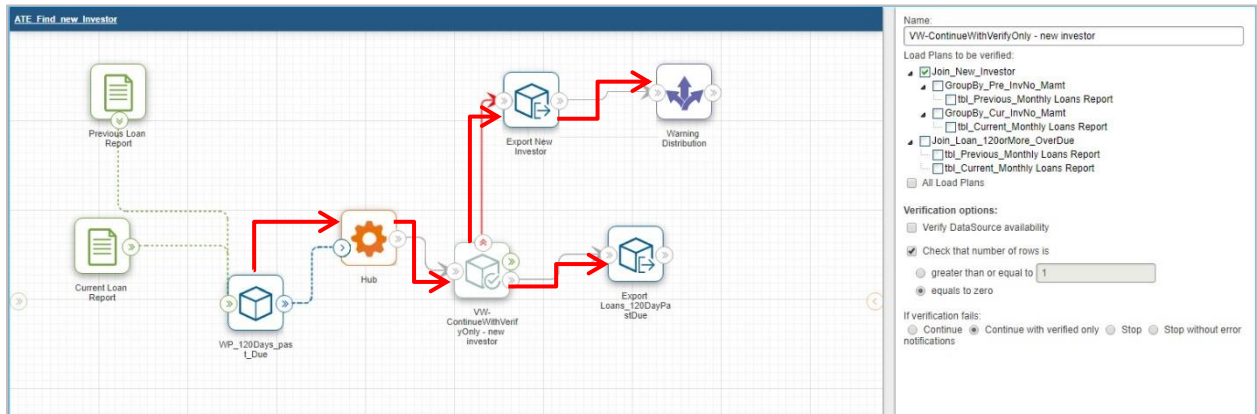 ATE_Find_new_Investor
Previous Loan
Report
Current Loan
Report
WP_120Days_pas
t_Due
Hub
VW-
ContinueWithVerif
yOnly - new
investor
Export New
Investor
Warning
Distribution
Export
Loans_120DayPa
stDue
Name:
VW-ContinueWithVerifyOnly - new investor
Load Plans to be verified:
Join_New_Investor
GroupBy_Pre_InvNo_Mamt
tbl_Previous_Monthly Loans Report
GroupBy_Cur_InvNo_Mamt
tbl_Current_Monthly Loans Report
Join_Loan_120orMore_OverDue
tbl_Previous_Monthly Loans Report
tbl_Current_Monthly Loans Report
All Load Plans
Verification options:
Verify DataSource availability
Check that number of rows is
greater than or equal to 1
equals to zero
If verification fails:
Continue Continue with verified only Stop Stop without error
notifications